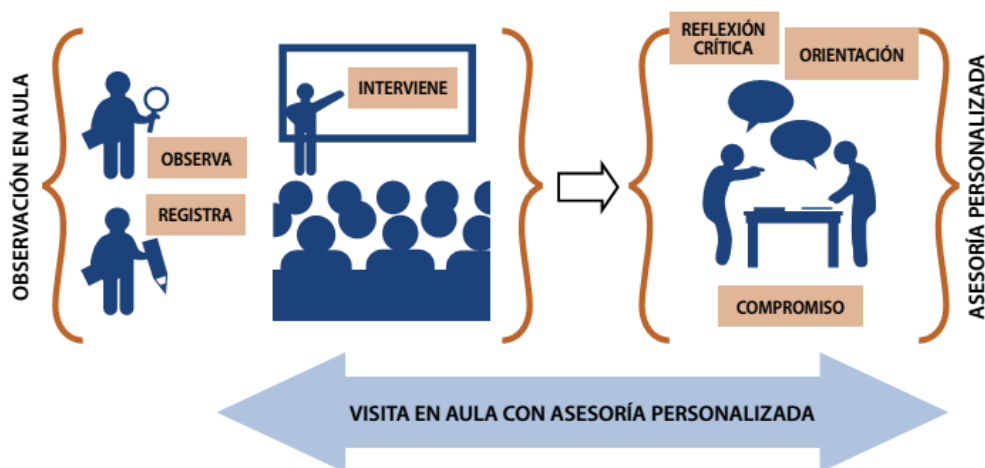 OBSERVACIÓN EN AULA
OBSERVA
REGISTRA
INTERVIENE
REFLEXIÓN
CRÍTICA
ORIENTACIÓN
COMPROMISO
ASESORÍA PERSONALIZADA
VISITA EN AULA CON ASESORÍA PERSONALIZADA